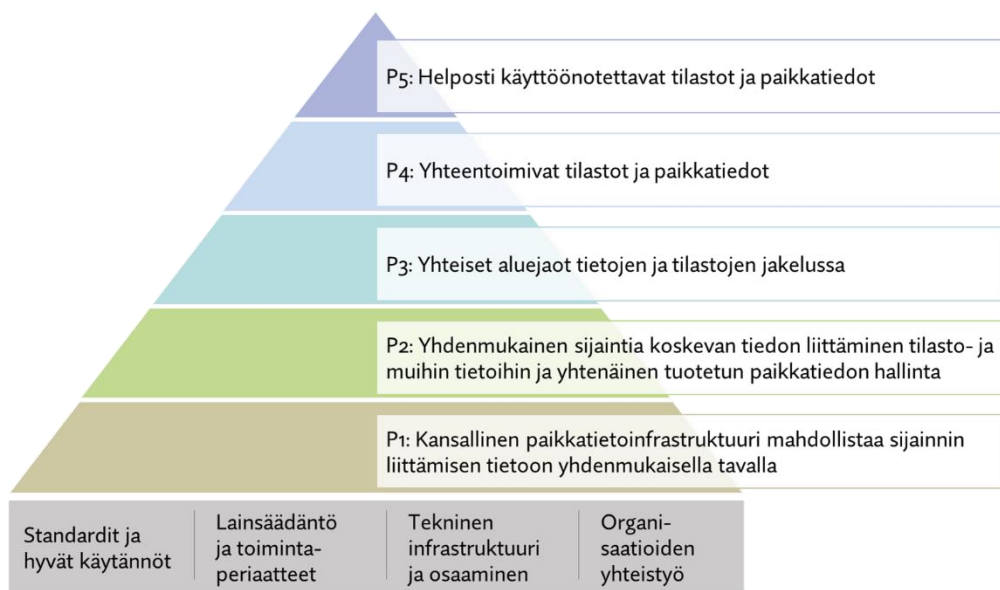 P5: Helposti käyttöönotettavat tilastot ja paikkatiedot
P4: Yhteentoimivat tilastot ja paikkatiedot
P3: Yhteiset aluejaot tietojen ja tilastojen jakelussa
P2: Yhdenmukainen sijaintia koskevan tiedon liittäminen tilasto- ja
muihin tietoihin ja yhtenäinen tuotetun paikkatiedon hallinta
P1: Kansallinen paikkatietoinfrastruktuuri mahdollistaa sijainnin
liittämisen tietoon yhdenmukaisella tavalla
Standardit ja
hyvät käytännöt
Lainsäädäntö
ja toiminta-
periaatteet
Tekninen
infrastruktuuri
ja osaaminen
Organi-
saatioiden
yhteistyö